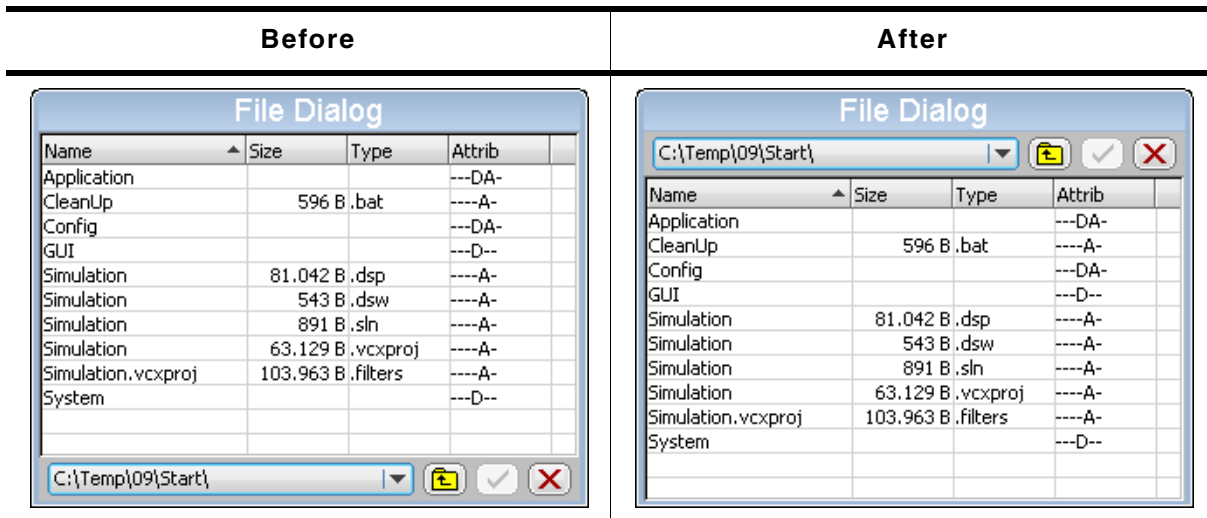 Before After
File Dialog
Name Size Type Attrib
Application ---DA-
CleanUp 596 B .bat ----A-
Config ---DA-
GUI ---D--
Simulation 81.042 B .dsp ----A-
Simulation 543 B .dsw ----A-
Simulation 891 B .sln ----A-
Simulation 63.129 B .vcxproj ----A-
Simulation.vcxproj 103.963 B .filters ----A-
System ---D--
C:\Temp\09\Start\
File Dialog
C:\Temp\09\Start\
Name Size Type Attrib
Application ---DA-
CleanUp 596 B .bat ----A-
Config ---DA-
GUI ---D--
Simulation 81.042 B .dsp ----A-
Simulation 543 B .dsw ----A-
Simulation 891 B .sln ----A-
Simulation 63.129 B .vcxproj ----A-
Simulation.vcxproj 103.963 B .filters ----A-
System ---D--